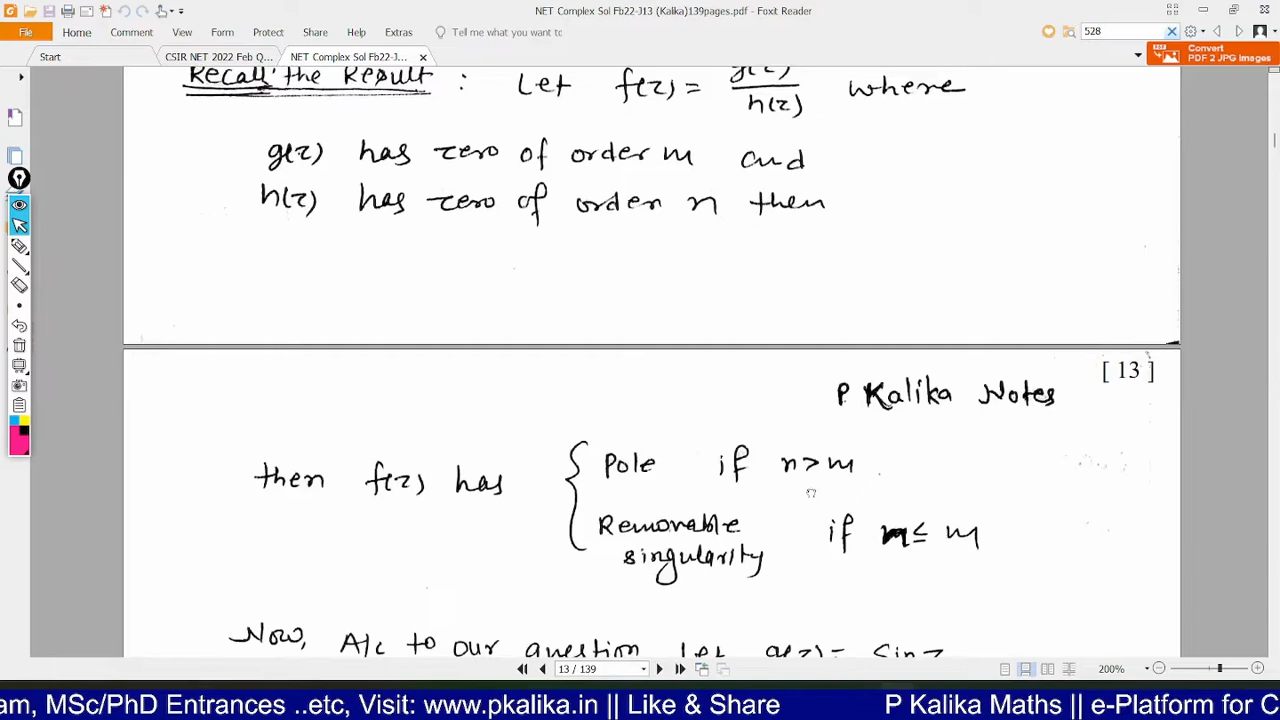 NET Complex Sol Fb22-J13 (Kalika)139pages.pdf - Foxit Reader
File Home Comment View Form Protect Share Help Extras Tell me what you want to 528
Convert
PDF 2 JPG Images
Start CSIR NET 2022 Feb Q... NET Complex Sol Fb22-J...
Recall the Result : Let f(z) = g(z)/h(z) where
g(z) has zero of order m and
h(z) has zero of order n then
[ 13 ]
P Kalika Notes
then f(z) has { Pole if n>m
Removable if n ≤ m
singularity
Now, A/c to our question Let g(z) = sin z
13 / 139 200%
am, MSc/PhD Entrances ..etc, Visit: www.pkalika.in || Like & Share P Kalika Maths || e-Platform for C